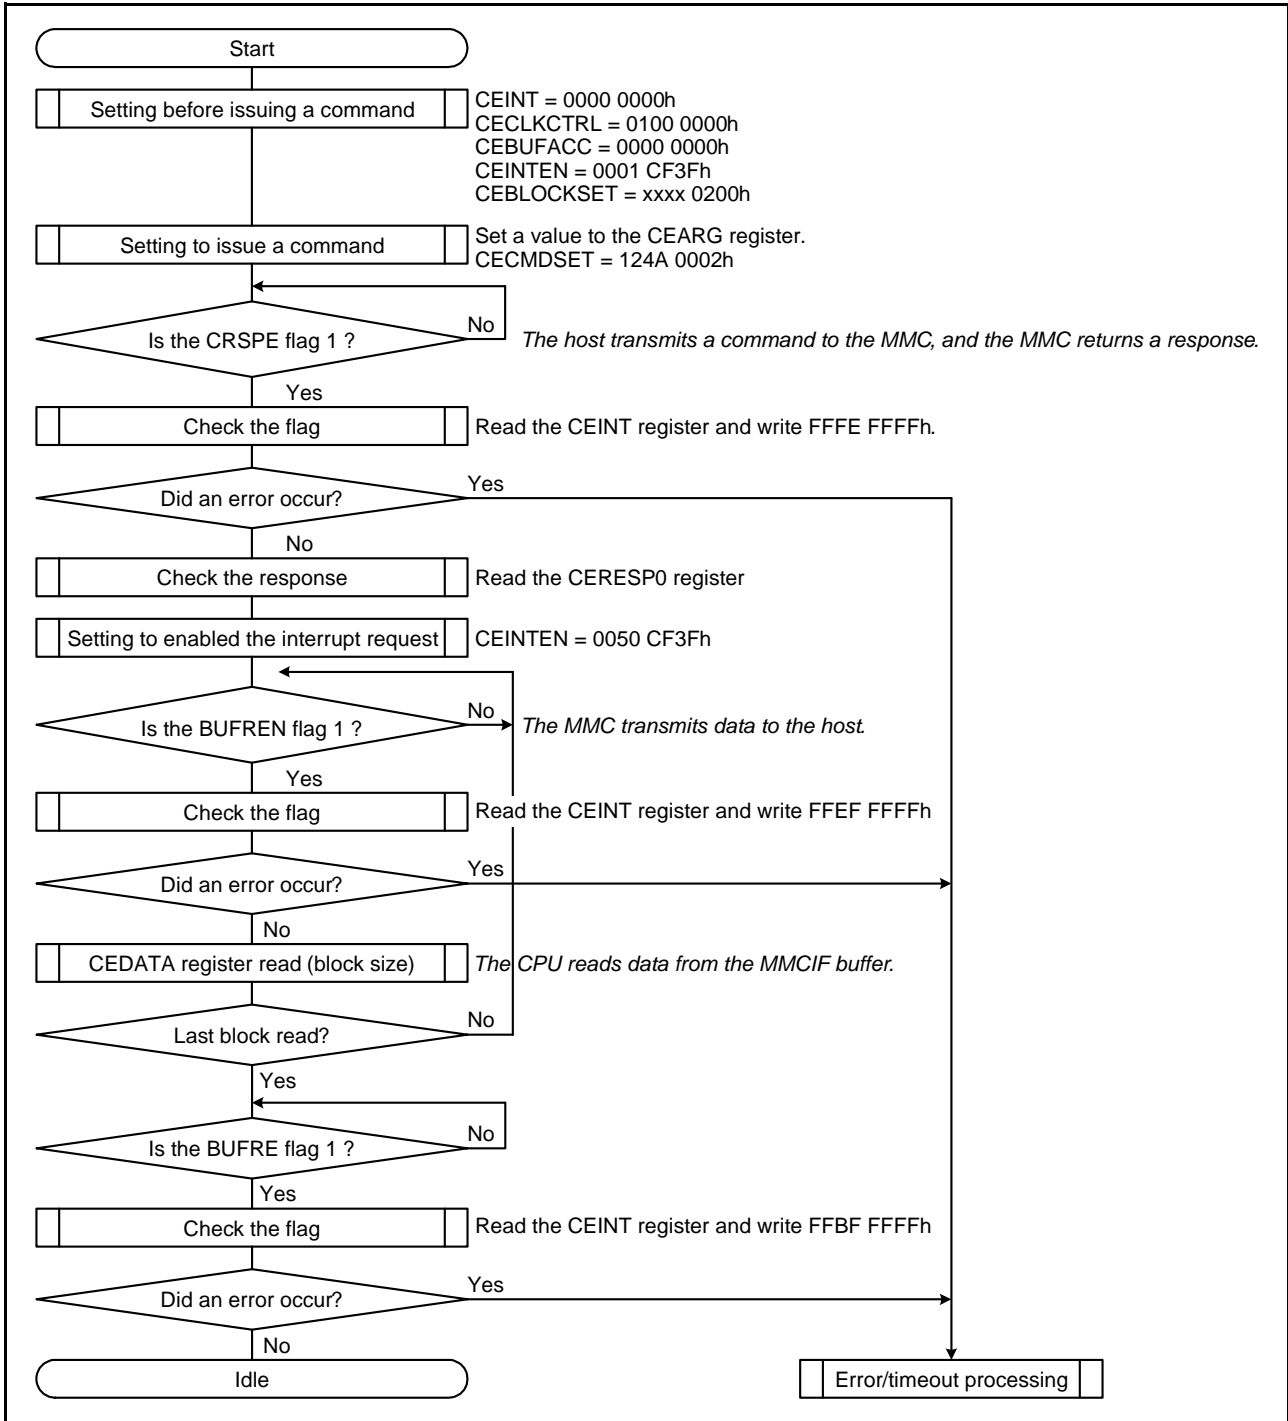 Start
Setting before issuing a command
CEINT = 0000 0000h
CECLKCTRL = 0100 0000h
CEBUFACC = 0000 0000h
CEINTEN = 0001 CF3Fh
CEBLOCKSET = xxxx 0200h
Setting to issue a command
Set a value to the CEARG register.
CECMDSET = 124A 0002h
Is the CRSPE flag 1 ?
No
The host transmits a command to the MMC, and the MMC returns a response.
Yes
Check the flag
Read the CEINT register and write FFFE FFFFh.
Did an error occur?
Yes
No
Check the response
Read the CERESP0 register
Setting to enabled the interrupt request
CEINTEN = 0050 CF3Fh
Is the BUFREN flag 1 ?
No
The MMC transmits data to the host.
Yes
Check the flag
Read the CEINT register and write FFEF FFFFh
Did an error occur?
Yes
No
CEDATA register read (block size)
The CPU reads data from the MMCIF buffer.
Last block read?
No
Yes
Is the BUFRE flag 1 ?
No
Yes
Check the flag
Read the CEINT register and write FFBF FFFFh
Did an error occur?
Yes
No
Idle
Error/timeout processing